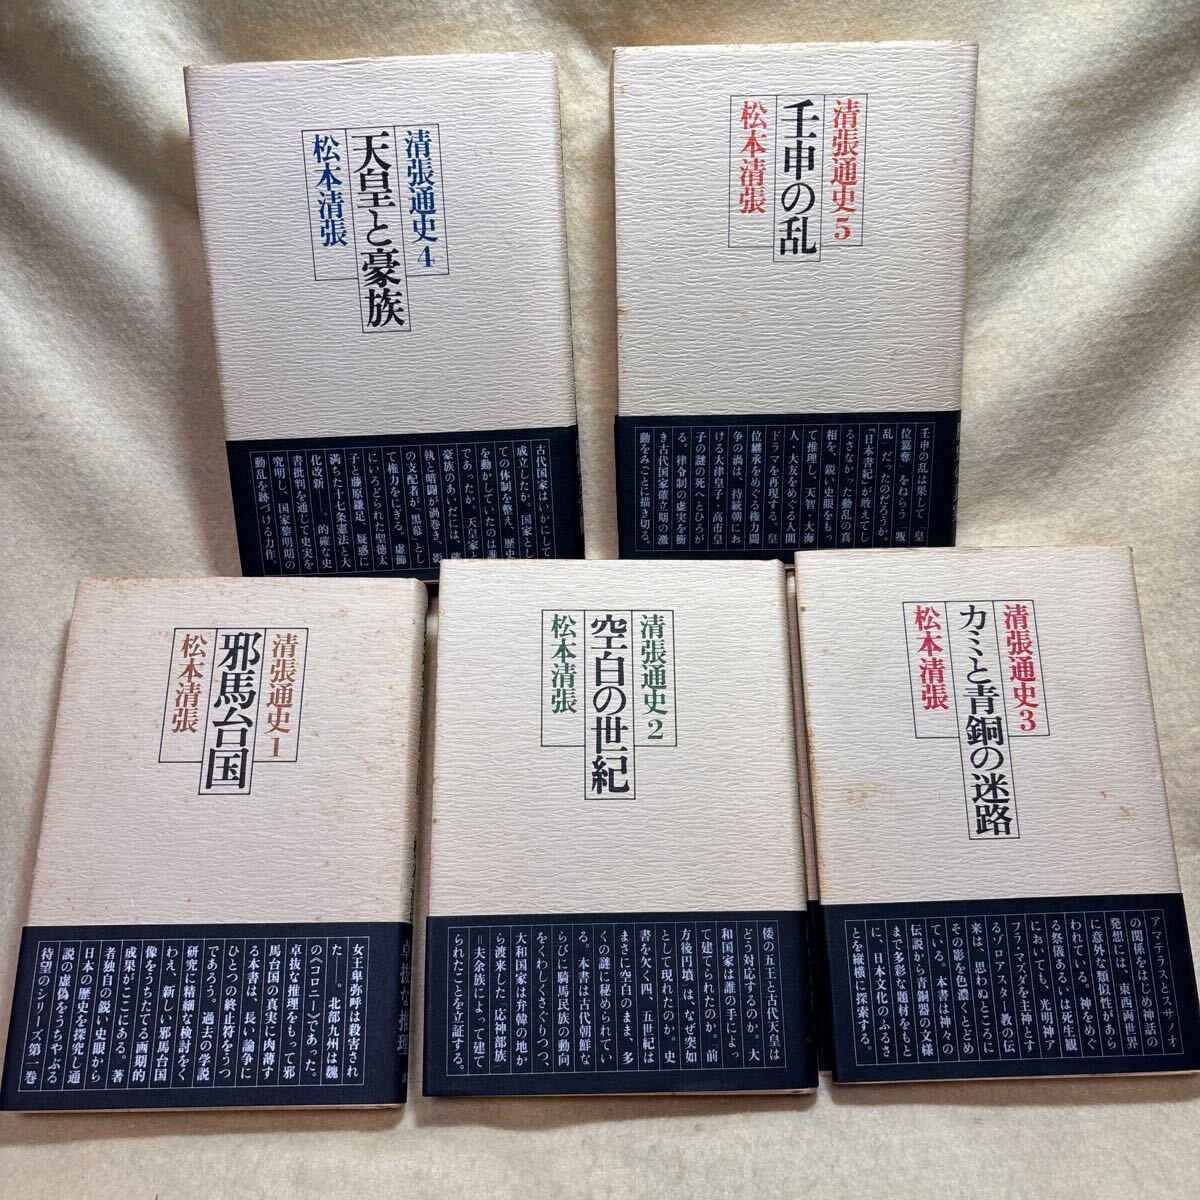 清張通史4
天皇と豪族
松本清張
古代国家はいかにして
成立したか。国家とし
ての体制を整え、歴史
を動かしていたのは誰
であったか。天皇家と
豪族のあいだには、確
執と暗闘が渦巻き、影
の支配者が、黒幕とし
て権力をにぎる。虚飾
にいろどられた聖徳太
子と藤原鎌足、疑惑に
満ちた十七条憲法と大
化改新――。的確な史
書批判を通じて史実を
究明し、国家黎明期の
動乱を跡づける力作。
清張通史5
壬申の乱
松本清張
壬申の乱は果して「皇
位簒奪」をねらう「叛
乱」だったのだろうか。
『日本書紀』が敢えてし
るさなかった動乱の真
相を、鋭い史眼をもっ
て推理し、天智・大海
人・大友をめぐる人間
ドラマを再現する。皇
位継承をめぐる権力闘
争の渦は、持統朝にお
ける大津皇子・高市皇
子の謎の死へとひろが
る。律令制の虚実を衝
き古代国家確立期の激
動をみごとに描き切る。
清張通史1
邪馬台国
松本清張
女王卑弥呼は殺害され
た――。北部九州は魏
の〈コロニー〉であった。
卓抜な推理をもって邪
馬台国の真実に肉薄す
る本書は、長い論争に
ひとつの終止符をうつ
であろう。過去の学説
研究に精細な検討をく
わえ、新しい邪馬台国
像をうちたてる画期的
成果がここにある。著
者独自の鋭い史眼から
日本の歴史を探究し通
説の虚偽をうちやぶる
待望のシリーズ第一巻
卓抜な推理
清張通史2
空白の世紀
松本清張
倭の五王と古代天皇は
どう対応するのか。大
和国家は誰の手によっ
て建てられたのか。前
方後円墳は、なぜ突如
として現れたのか。史
書を欠く四、五世紀は
まさに空白のまま、多
くの謎の秘められてい
る。本書は古代朝鮮な
らびに騎馬民族の動向
をくわしくさぐりつつ、
大和国家は弁韓の地か
ら渡来した「応神部族」
＝夫余族によって建て
られたことを立証する。
清張通史3
カミと青銅の迷路
松本清張
アマテラスとスサノオ
の関係をはじめ神話の
発想には、東西両世界
に意外な類似性があら
われている。神をめぐ
る祭儀あるいは死生観
においても、光明神ア
フラ・マズダを主神とす
るゾロアスター教の伝
来は、思わぬところに
その影を色濃くとどめ
る。本書は神々の
伝説から青銅器の文様
まで多彩な題材をもと
に、日本文化のふるさ
とを縦横に探索する。